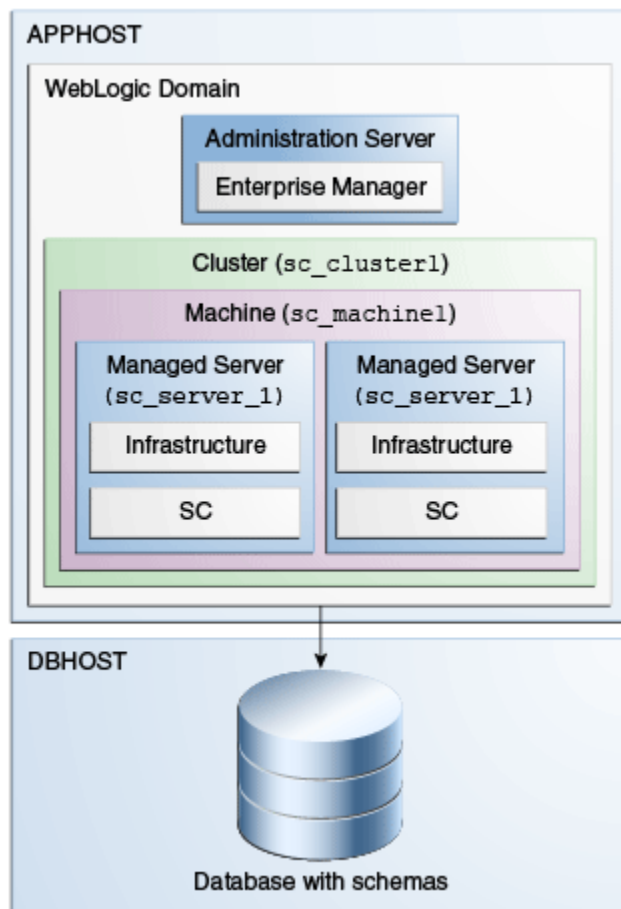 APPHOST
WebLogic Domain
Administration Server
Enterprise Manager
Cluster (sc_cluster1)
Machine (sc_machine1)
Managed Server
(sc_server_1)
Infrastructure
SC
Managed Server
(sc_server_1)
Infrastructure
SC
DBHOST
Database with schemas